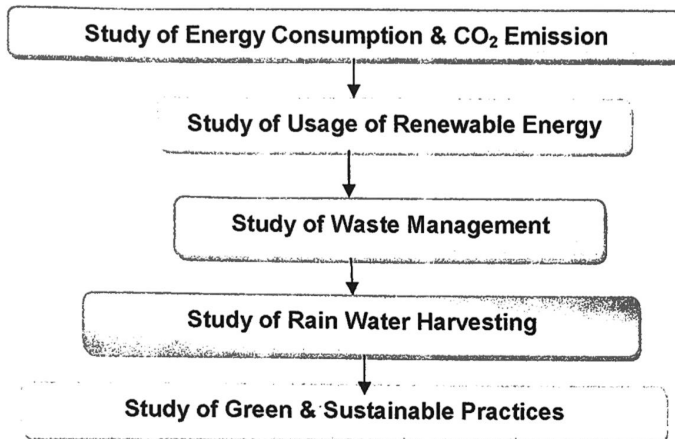 Study of Energy Consumption & CO₂ Emission
Study of Usage of Renewable Energy
Study of Waste Management
Study of Rain Water Harvesting
Study of Green & Sustainable Practices